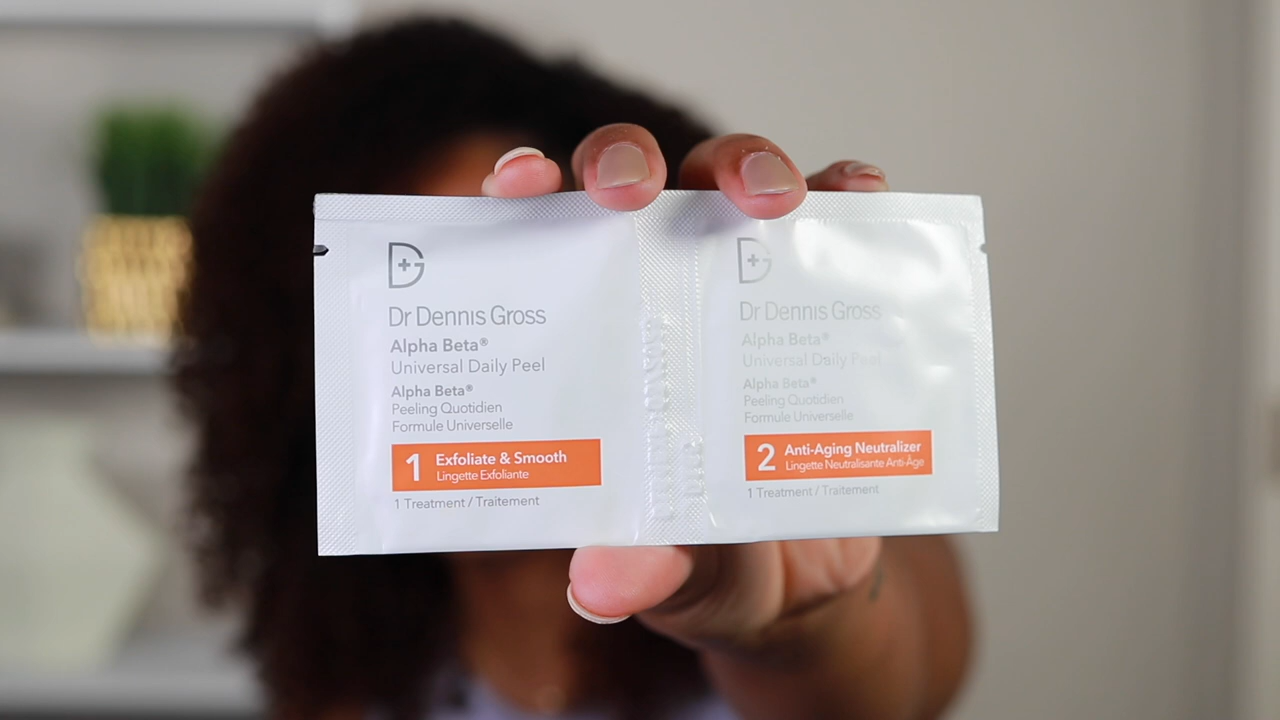 Dr Dennis Gross
Alpha Beta®
Universal Daily Peel
Alpha Beta®
Peeling Quotidien
Formule Universelle
1 Exfoliate & Smooth
Lingette Exfoliante
1 Treatment / Traitement
Dr Dennis Gross
Alpha Beta®
Universal Daily Peel
Alpha Beta®
Peeling Quotidien
Formule Universelle
2 Anti-Aging Neutralizer
Lingette Neutralisante Anti-Âge
1 Treatment / Traitement